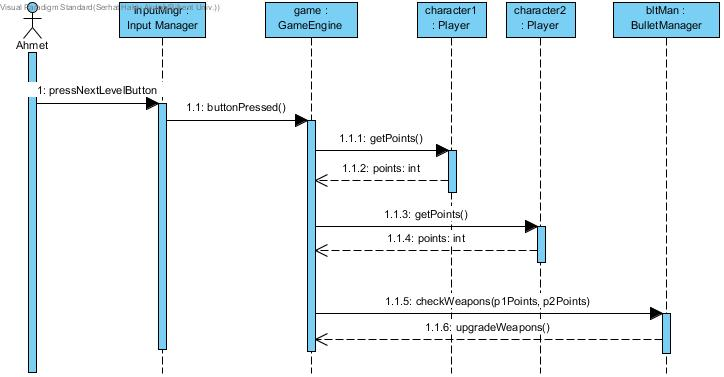 Visual Paradigm Standard(Serhat
Univ.))
inputMngr :
Input Manager
game :
GameEngine
character1
: Player
character2
: Player
bltMan :
BulletManager
Ahmet
1: pressNextLevelButton
1.1: buttonPressed()
1.1.1: getPoints()
1.1.2: points: int
1.1.3: getPoints()
1.1.4: points: int
1.1.5: checkWeapons(p1Points, p2Points)
1.1.6: upgradeWeapons()